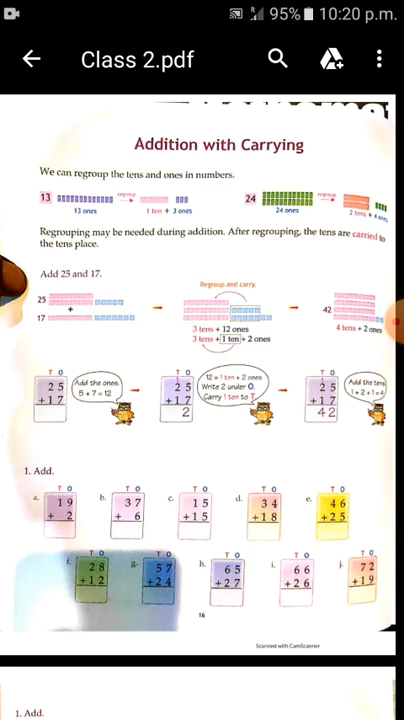 95% 10:20 p.m.
Class 2.pdf
Addition with Carrying
We can regroup the tens and ones in numbers.
13 regroup
13 ones 1 ten + 3 ones
24 regroup
24 ones 2 tens + 4 ones
Regrouping may be needed during addition. After regrouping, the tens are carried to
the tens place.
Add 25 and 17.
Regroup and carry.
25
+
17
3 tens + 12 ones
3 tens + 1 ten + 2 ones
42
4 tens + 2 ones
T O
2 5
+ 1 7
Add the ones.
5 + 7 = 12
T O
2 5
+ 1 7
2
12 = 1 ten + 2 ones
Write 2 under O.
Carry 1 ten to T.
T O
2 5
+ 1 7
4 2
Add the tens
1 + 2 + 1 = 4
1. Add.
a. T O
1 9
+ 2
b. T O
3 7
+ 6
c. T O
1 5
+ 1 5
d. T O
3 4
+ 1 8
e. T O
4 6
+ 2 5
f. T O
2 8
+ 1 2
g. T O
5 7
+ 2 4
h. T O
6 5
+ 2 7
i. T O
6 6
+ 2 6
j. T O
7 2
+ 1 9
16
Scanned with CamScanner
1. Add.